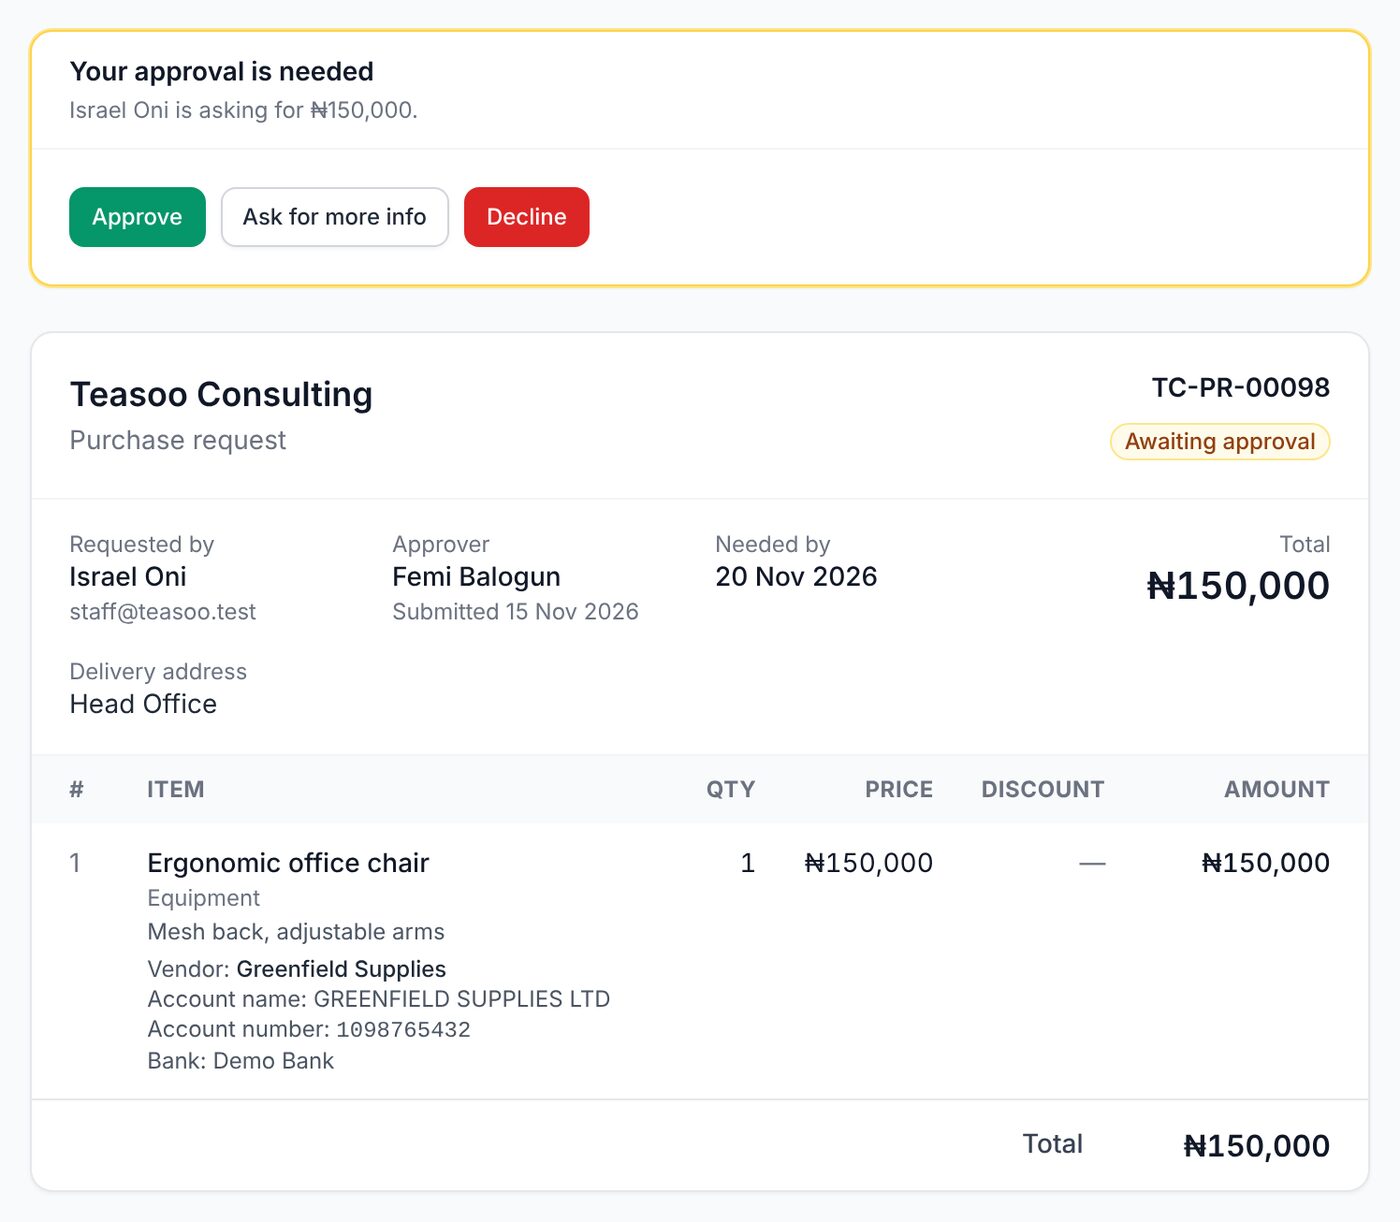 Your approval is needed
Israel Oni is asking for ₦150,000.
Approve
Ask for more info
Decline
Teasoo Consulting
TC-PR-00098
Purchase request
Awaiting approval
Requested by
Israel Oni
staff@teasoo.test
Approver
Femi Balogun
Submitted 15 Nov 2026
Needed by
20 Nov 2026
Total
₦150,000
Delivery address
Head Office
# ITEM QTY PRICE DISCOUNT AMOUNT
1 Ergonomic office chair 1 ₦150,000 — ₦150,000
Equipment
Mesh back, adjustable arms
Vendor: Greenfield Supplies
Account name: GREENFIELD SUPPLIES LTD
Account number: 1098765432
Bank: Demo Bank
Total ₦150,000